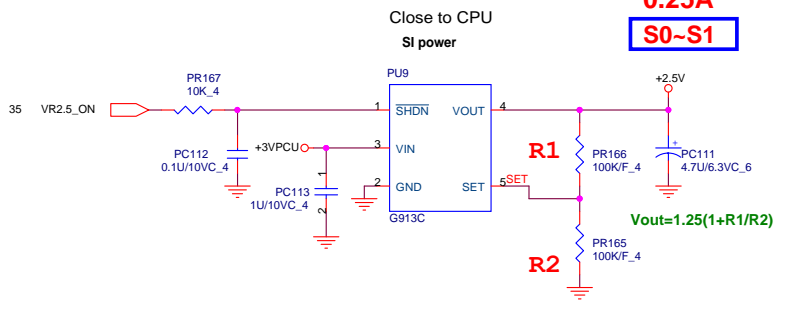 0.25A
Close to CPU
SI power
S0~S1
PR167
10K_4
PU9
+2.5V
35 VR2.5_ON
1 SHDN VOUT 4
PC112
0.1U/10VC_4
+3VPCU
3 VIN
R1
PR166
100K/F_4
+
PC111
4.7U/6.3VC_6
1
PC113
1U/10VC_4
2
2 GND SET 5 SET
G913C
Vout=1.25(1+R1/R2)
R2
PR165
100K/F_4